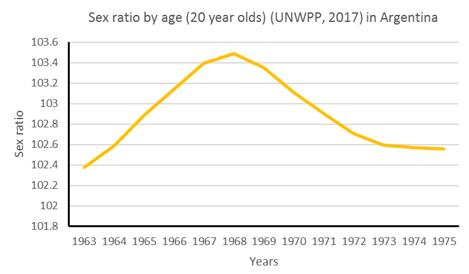 Sex ratio by age (20 year olds) (UNWPP, 2017) in Argentina
103.6
103.4
103.2
103
102.8
102.6
102.4
102.2
102
101.8
Sex ratio
1963 1964 1965 1966 1967 1968 1969 1970 1971 1972 1973 1974 1975
Years